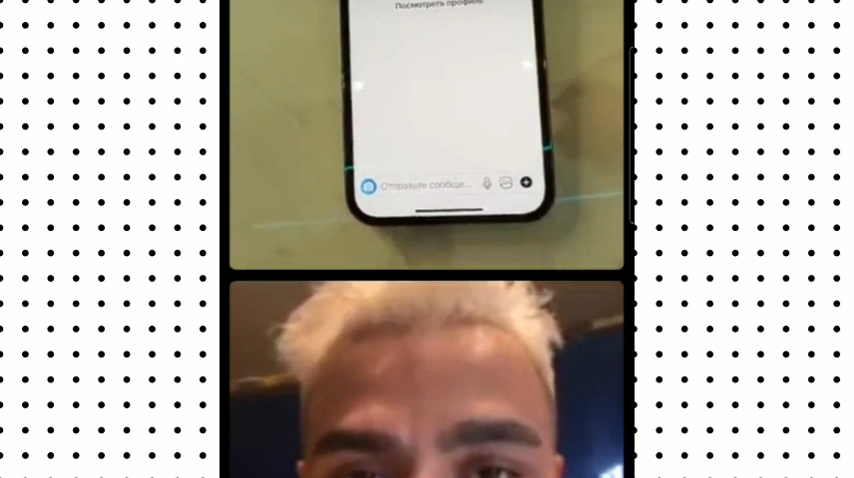 Посмотреть профиль
Отправьте сообще...